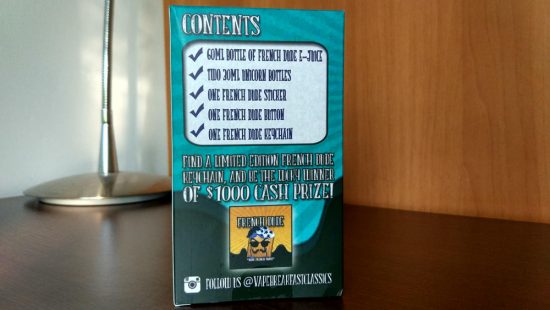 CONTENTS
60ML BOTTLE OF FRENCH DUDE E-JUICE
TWO 30ML UNICORN BOTTLES
ONE FRENCH DUDE STICKER
ONE FRENCH DUDE BUTTON
ONE FRENCH DUDE KEYCHAIN
FIND A LIMITED EDITION FRENCH DUDE
KEYCHAIN, AND BE THE LUCKY WINNER
OF $1000 CASH PRIZE!
FRENCH DUDE
FOLLOW US @VAPEBREAKFASTCLASSICS